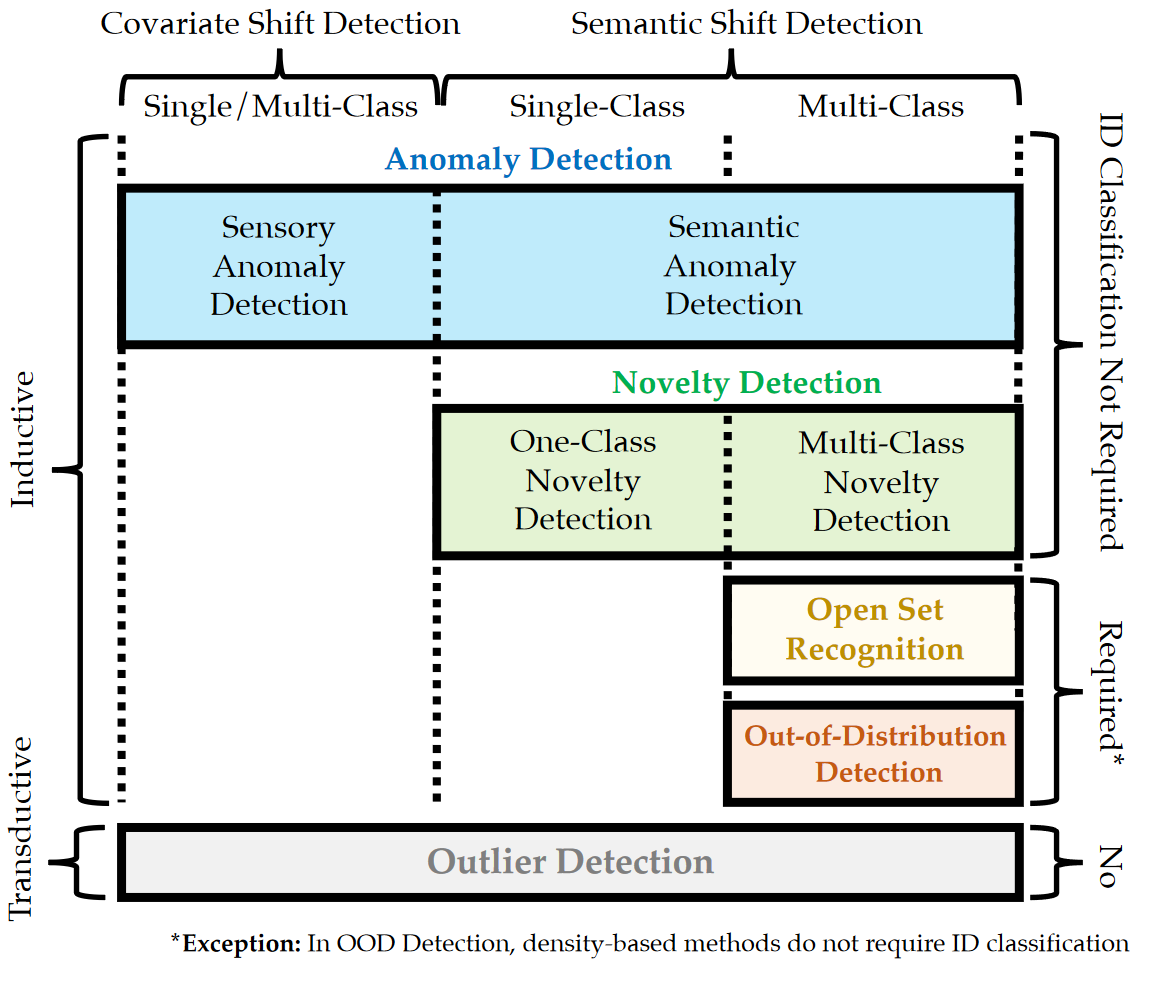 Covariate Shift Detection
Semantic Shift Detection
Single/Multi-Class
Single-Class
Multi-Class
Anomaly Detection
Sensory
Anomaly
Detection
Semantic
Anomaly
Detection
Novelty Detection
One-Class
Novelty
Detection
Multi-Class
Novelty
Detection
Open Set
Recognition
Out-of-Distribution
Detection
Outlier Detection
Inductive
Transductive
ID Classification Not Required
Required*
No
*Exception: In OOD Detection, density-based methods do not require ID classification